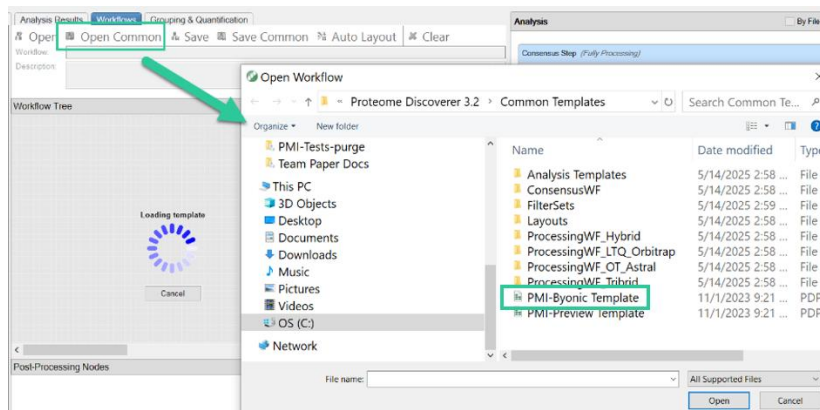 Analysis Results Workflows Grouping & Quantification
Open Open Common Save Save Common Auto Layout Clear
Workflow:
Description:
Workflow Tree
Loading template
Cancel
Post-Processing Nodes
Analysis By File
Consensus Step (Fully Processing)
Open Workflow
Proteome Discoverer 3.2 > Common Templates Search Common Te...
Organize New folder
PMI-Tests-purge
Team Paper Docs
This PC
3D Objects
Desktop
Documents
Downloads
Music
Pictures
Videos
OS (C:)
Network
Name Date modified Type
Analysis Templates 5/14/2025 2:58 ... File
ConsensusWF 5/14/2025 2:58 ... File
FilterSets 5/14/2025 2:59 ... File
Layouts 5/14/2025 2:58 ... File
ProcessingWF_Hybrid 5/14/2025 2:58 ... File
ProcessingWF_LTQ_Orbitrap 5/14/2025 2:58 ... File
ProcessingWF_OT_Astral 5/14/2025 2:58 ... File
ProcessingWF_Tribrid 5/14/2025 2:58 ... File
PMI-Byonic Template 11/1/2023 9:21 ... PDP
PMI-Preview Template 11/1/2023 9:21 ... PDP
File name: All Supported Files
Open Cancel